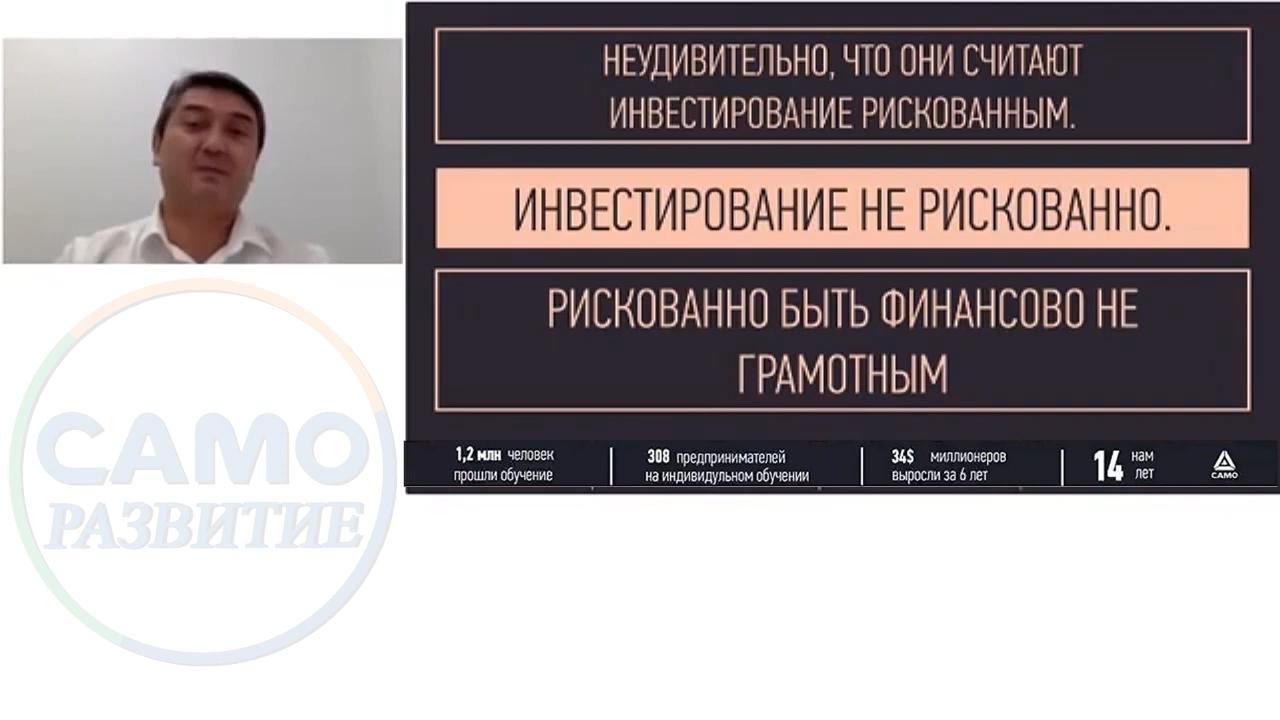 НЕУДИВИТЕЛЬНО, ЧТО ОНИ СЧИТАЮТ
ИНВЕСТИРОВАНИЕ РИСКОВАННЫМ.
ИНВЕСТИРОВАНИЕ НЕ РИСКОВАННО.
РИСКОВАННО БЫТЬ ФИНАНСОВО НЕ
ГРАМОТНЫМ
1,2 млн человек
прошли обучение
308 предпринимателей
на индивидульном обучении
34$ миллионеров
выросли за 6 лет
14 нам
лет
САМО
САМО
РАЗВИТИЕ